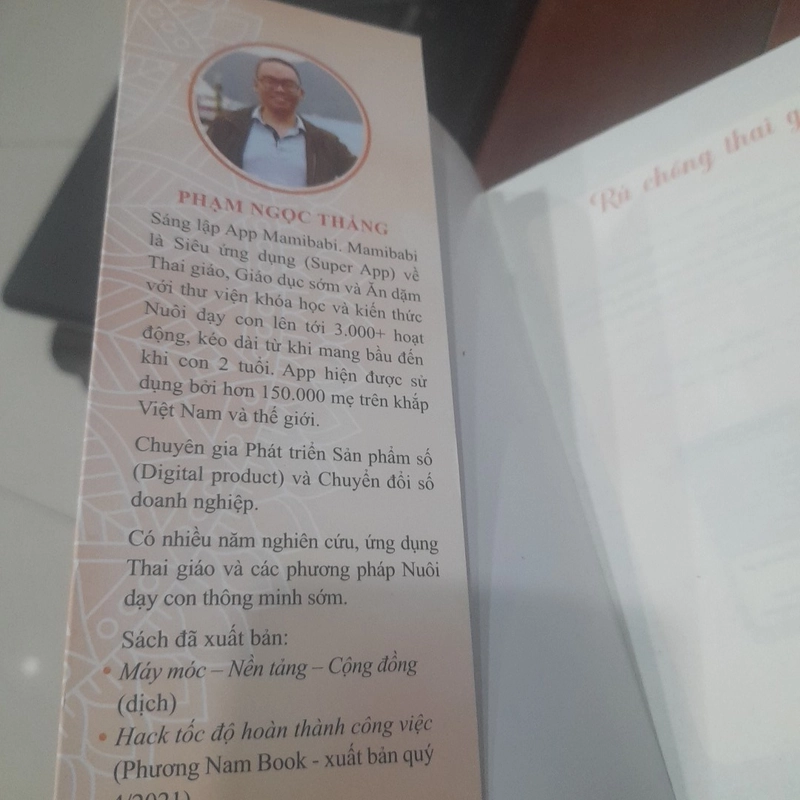 PHẠM NGỌC THẮNG
Sáng lập App Mamibabi. Mamibabi
là Siêu ứng dụng (Super App) về
Thai giáo, Giáo dục sớm và Ăn dặm
với thư viện khóa học và kiến thức
Nuôi dạy con lên tới 3.000+ hoạt
động, kéo dài từ khi mang bầu đến
khi con 2 tuổi. App hiện được sử
dụng bởi hơn 150.000 mẹ trên khắp
Việt Nam và thế giới.
Chuyên gia Phát triển Sản phẩm số
(Digital product) và Chuyển đổi số
doanh nghiệp.
Có nhiều năm nghiên cứu, ứng dụng
Thai giáo và các phương pháp Nuôi
dạy con thông minh sớm.
Sách đã xuất bản:
• Máy móc – Nền tảng – Cộng đồng
(dịch)
• Hack tốc độ hoàn thành công việc
(Phương Nam Book - xuất bản quý
4/2021)
Rủ chồng thai